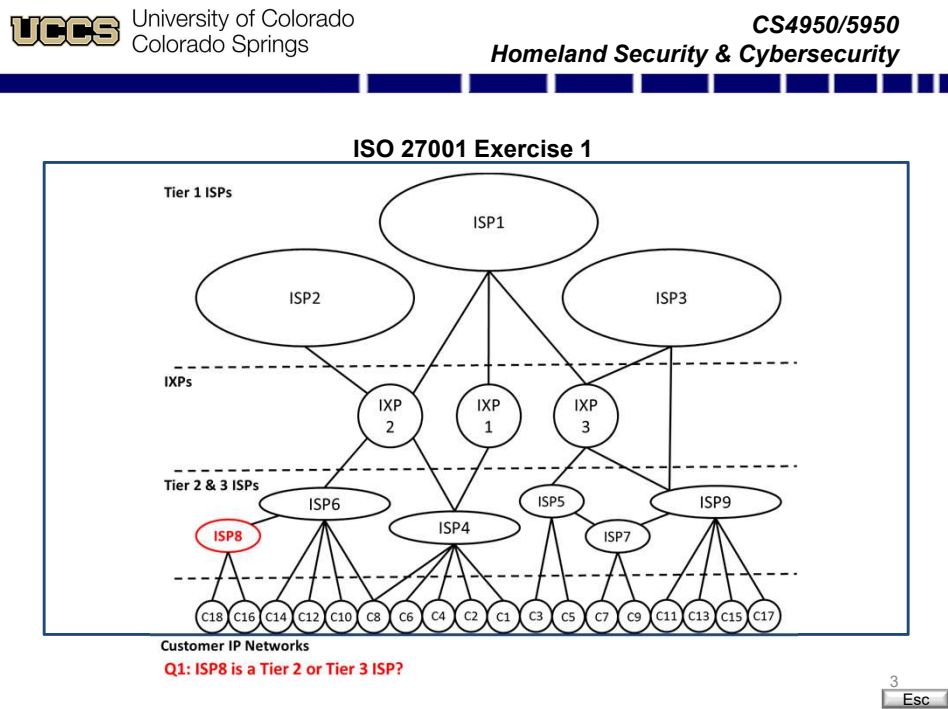 UCCS
University of Colorado
Colorado Springs
CS4950/5950
Homeland Security & Cybersecurity
ISO 27001 Exercise 1
Tier 1 ISPs
ISP1
ISP2
ISP3
IXPs
IXP
2
IXP
1
IXP
3
Tier 2 & 3 ISPs
ISP6
ISP5
ISP9
ISP8
ISP4
ISP7
C18 C16 C14 C12 C10 C8 C6 C4 C2 C1 C3 C5 C7 C9 C11 C13 C15 C17
Customer IP Networks
Q1: ISP8 is a Tier 2 or Tier 3 ISP?
3
Esc